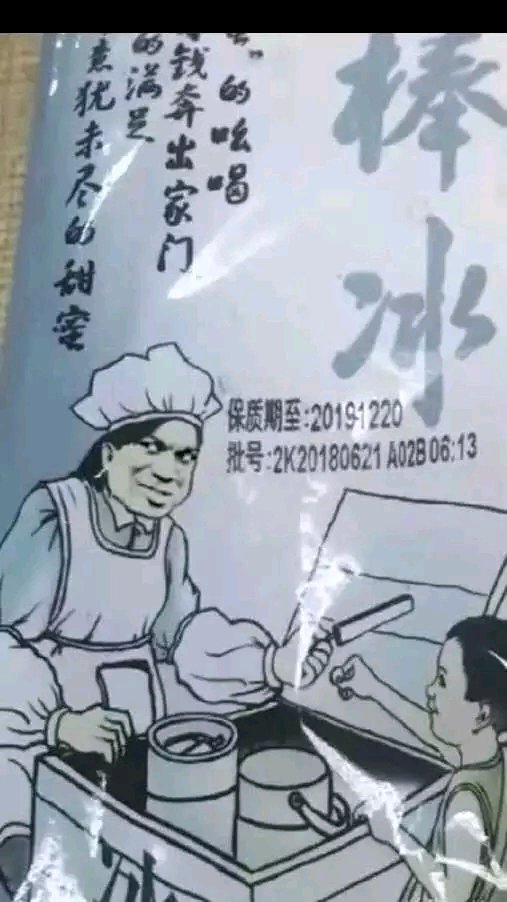 棒冰
”的吆喝
钱奔出家门
的满足
意犹未尽的甜蜜
保质期至:20191220
批号:2K20180621 A02B 06:13
冰